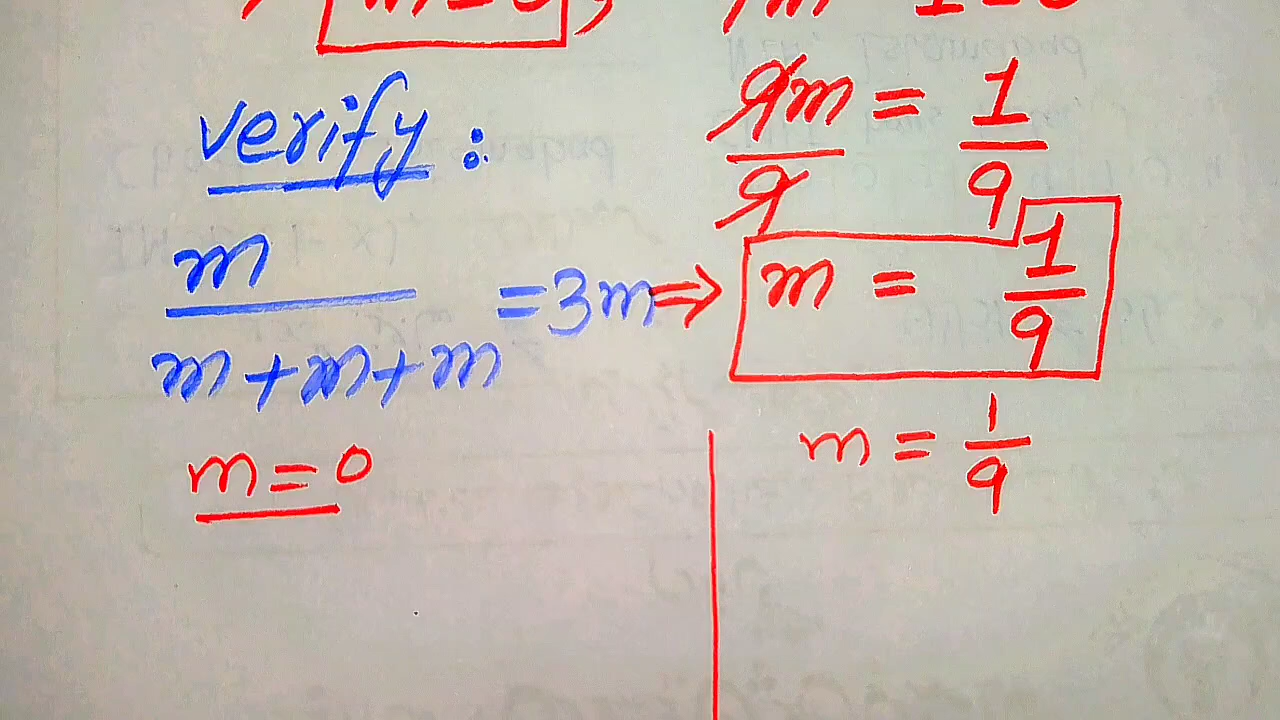 verify :
m / m+m+m = 3m ⇒
m = 0
9m / 9 = 1 / 9
m = 1 / 9
m = 1 / 9